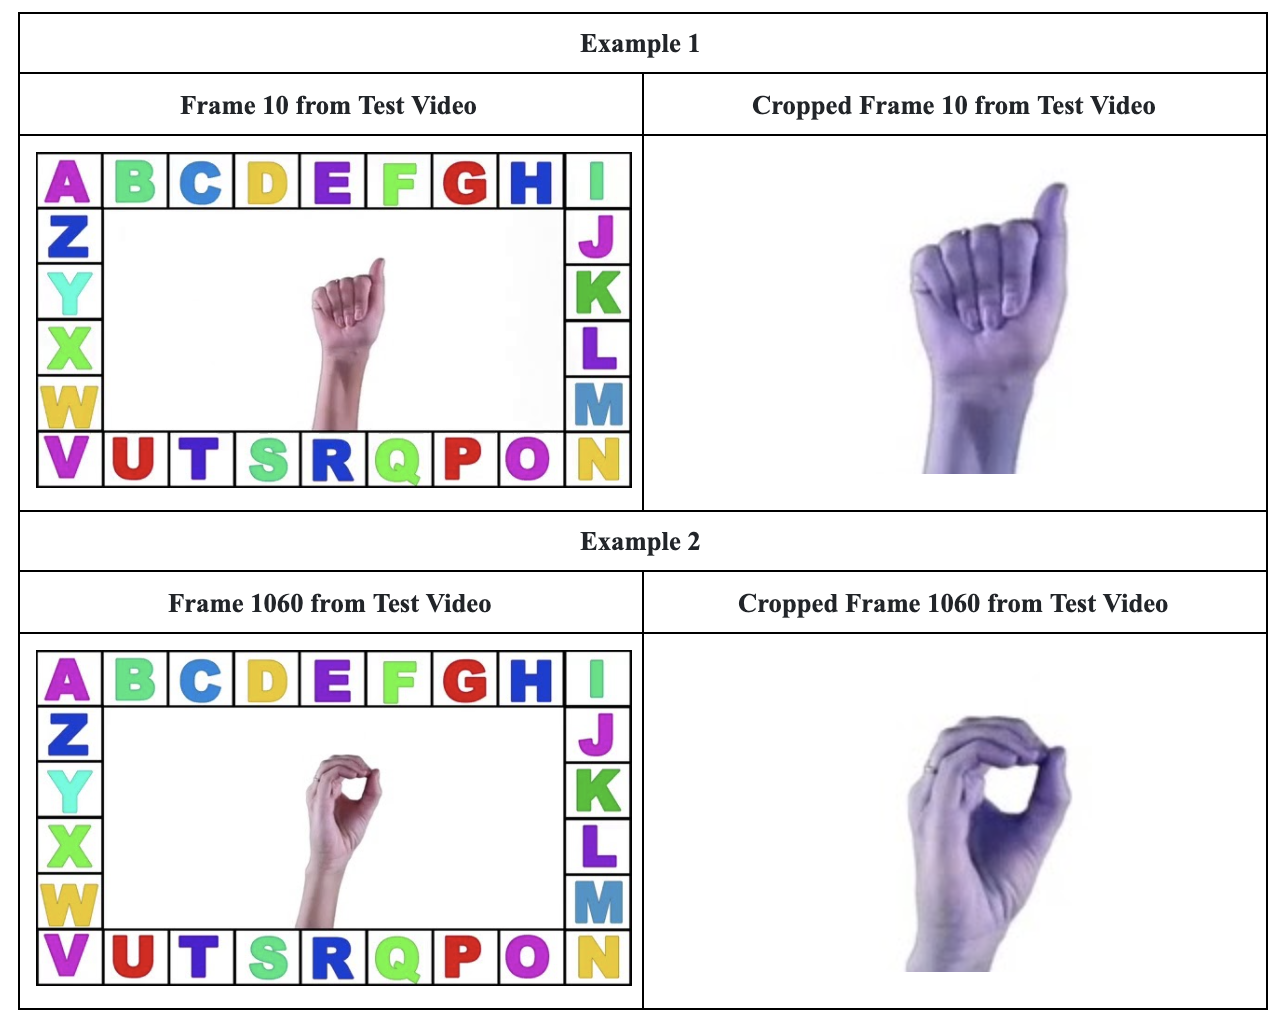 Example 1
Frame 10 from Test Video
Cropped Frame 10 from Test Video
A B C D E F G H I
Z J
Y K
X L
W M
V U T S R Q P O N
Example 2
Frame 1060 from Test Video
Cropped Frame 1060 from Test Video
A B C D E F G H I
Z J
Y K
X L
W M
V U T S R Q P O N